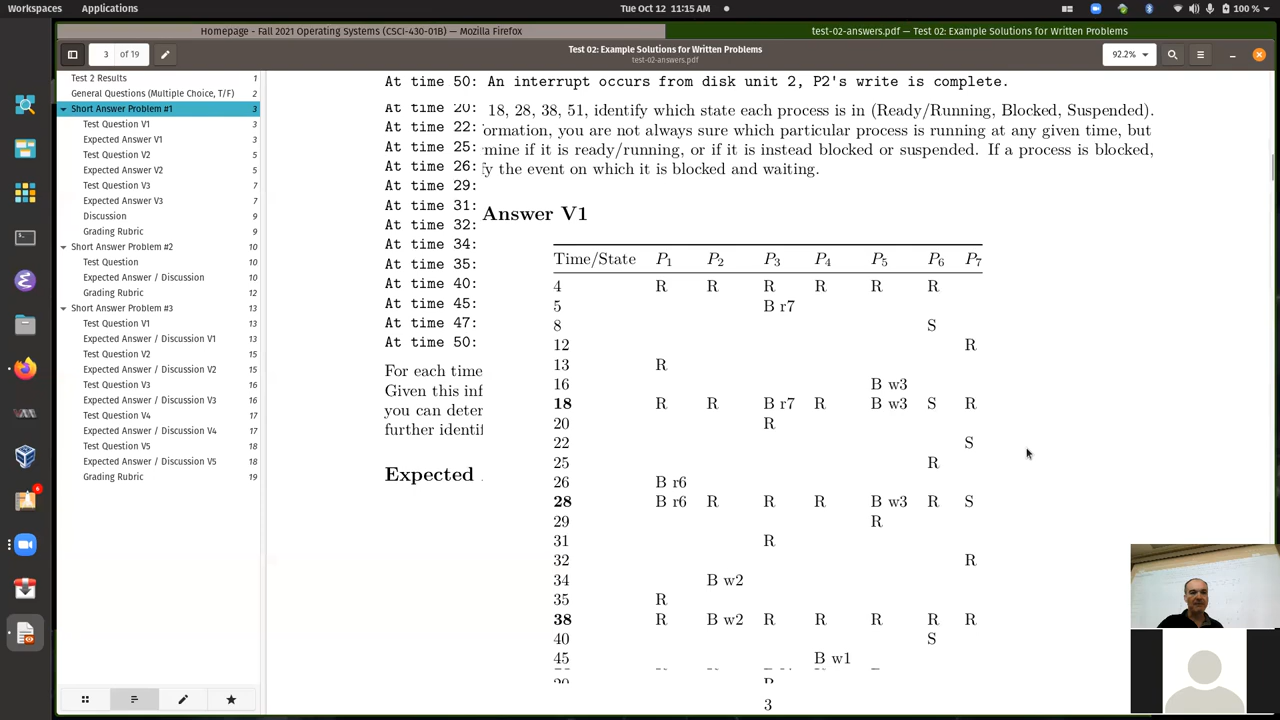 Workspaces Applications
Tue Oct 12 11:15 AM
100 %
Homepage - Fall 2021 Operating Systems (CSCI-430-01B) — Mozilla Firefox
test-02-answers.pdf — Test 02: Example Solutions for Written Problems
3 of 19
Test 02: Example Solutions for Written Problems
test-02-answers.pdf
92.2%
Test 2 Results 1
General Questions (Multiple Choice, T/F) 2
Short Answer Problem #1 3
Test Question V1 3
Expected Answer V1 3
Test Question V2 5
Expected Answer V2 5
Test Question V3 7
Expected Answer V3 7
Discussion 9
Grading Rubric 9
Short Answer Problem #2 10
Test Question 10
Expected Answer / Discussion 10
Grading Rubric 12
Short Answer Problem #3 13
Test Question V1 13
Expected Answer / Discussion V1 13
Test Question V2 15
Expected Answer / Discussion V2 15
Test Question V3 16
Expected Answer / Discussion V3 16
Test Question V4 17
Expected Answer / Discussion V4 17
Test Question V5 18
Expected Answer / Discussion V5 18
Grading Rubric 19
At time 50: An interrupt occurs from disk unit 2, P2's write is complete.
At time 20:
At time 22:
At time 25:
At time 26:
At time 29:
At time 31:
At time 32:
At time 34:
At time 35:
At time 40:
At time 45:
At time 47:
At time 50:
For each time
Given this inf
you can deter
further identif
Expected
18, 28, 38, 51, identify which state each process is in (Ready/Running, Blocked, Suspended).
ormation, you are not always sure which particular process is running at any given time, but
rmine if it is ready/running, or if it is instead blocked or suspended. If a process is blocked,
fy the event on which it is blocked and waiting.
Answer V1
Time/State P1 P2 P3 P4 P5 P6 P7
4 R R R R R R
5 B r7
8 S
12 R
13 R
16 B w3
18 R R B r7 R B w3 S R
20 R
22 S
25 R
26 B r6
28 B r6 R R R B w3 R S
29 R
31 R
32 R
34 B w2
35 R
38 R B w2 R R R R R
40 S
45 B w1
3